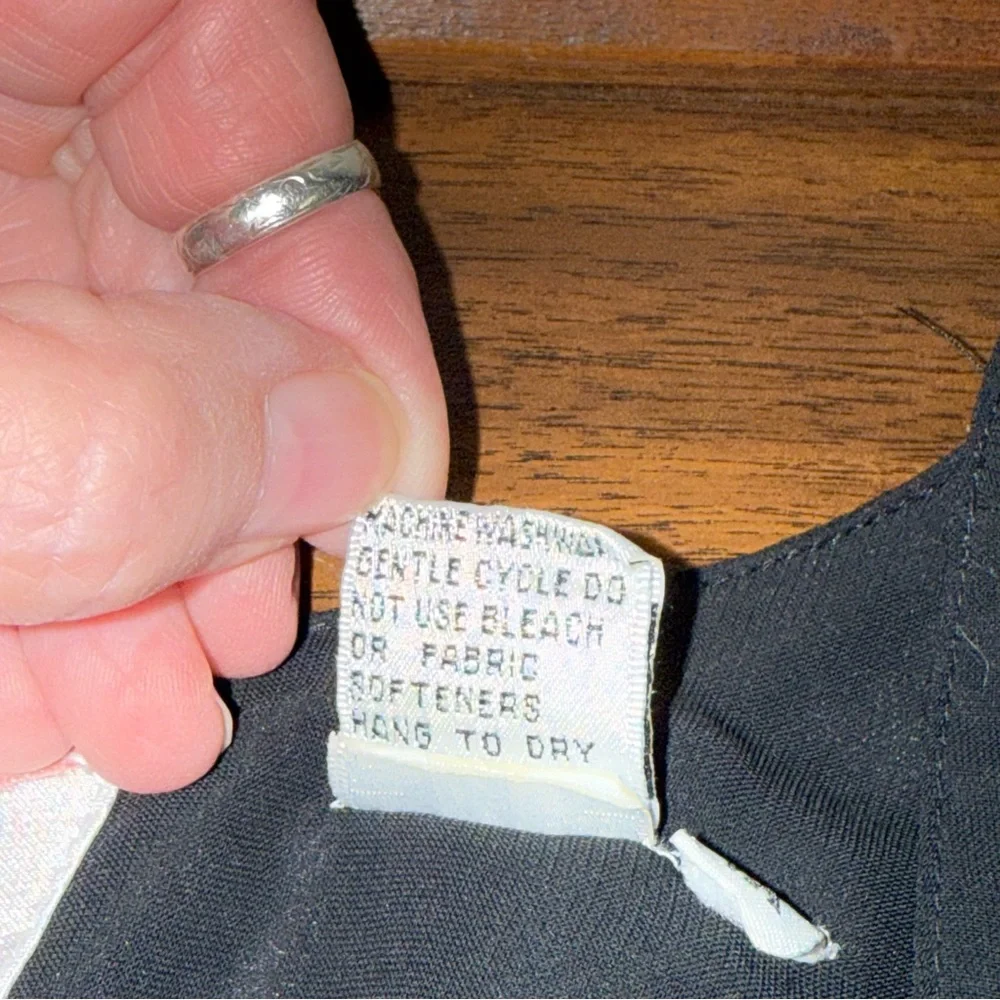 MACHINE WASH
GENTLE CYCLE DO
NOT USE BLEACH
OR FABRIC
SOFTENERS
HANG TO DRY